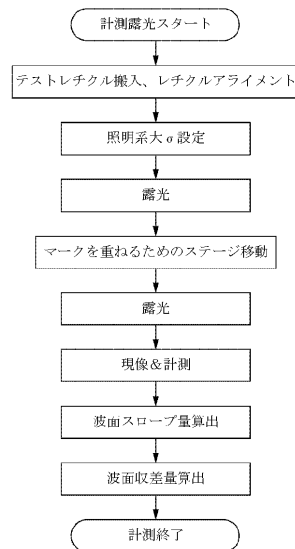 計測露光スタート
テストレチクル搬入、レチクルアライメント
照明系大σ設定
露光
マークを重ねるためのステージ移動
露光
現像&計測
波面スロープ量算出
波面収差量算出
計測終了